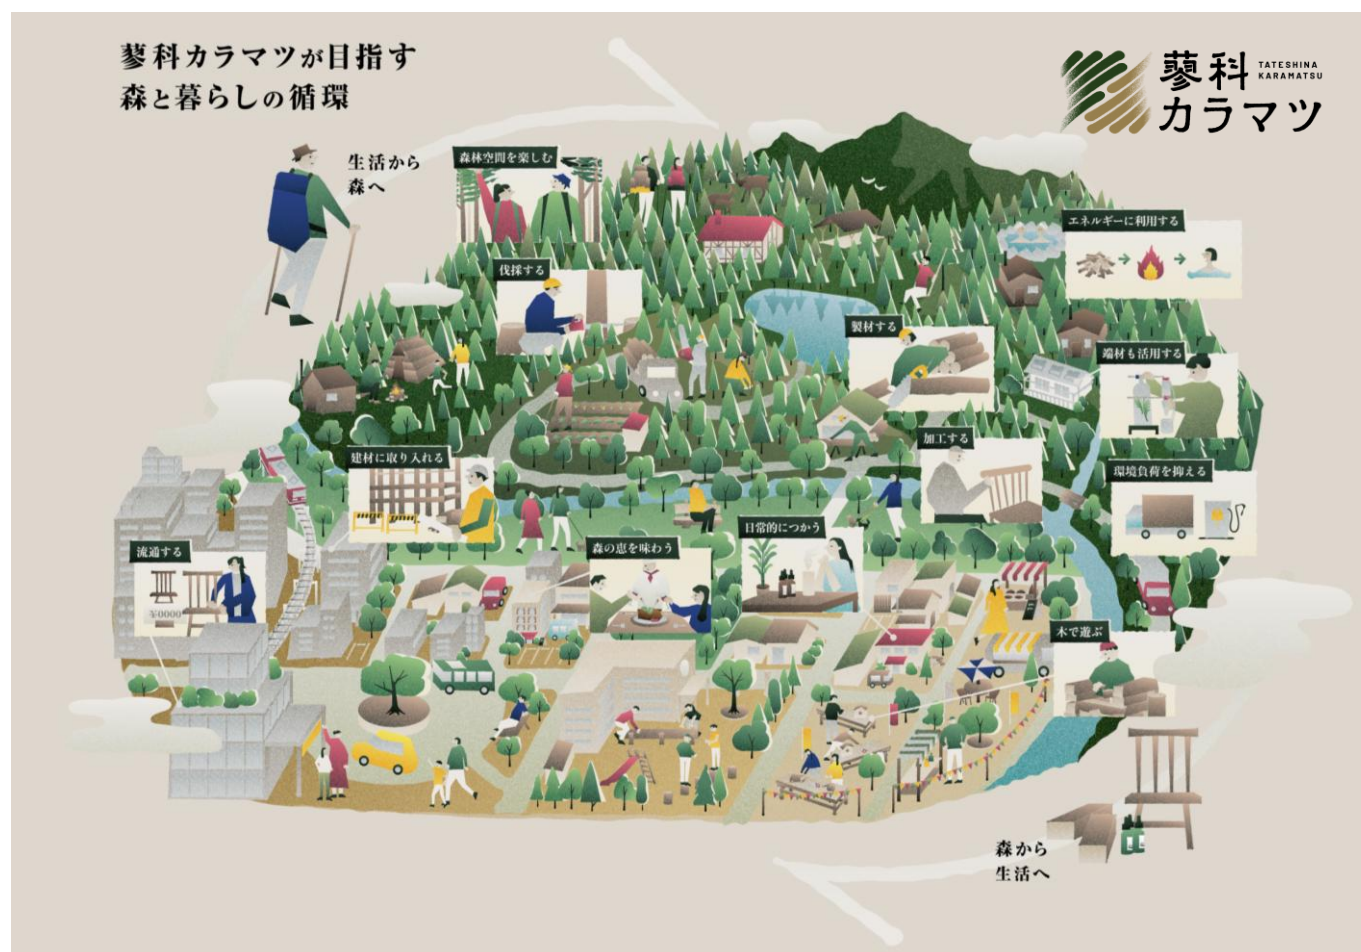 蓼科カラマツが目指す
森と暮らしの循環
蓼科
TATESHINA
KARAMATSU
カラマツ
生活から
森へ
森林空間を楽しむ
エネルギーに利用する
伐採する
製材する
端材も活用する
加工する
建材に取り入れる
環境負荷を抑える
日常的につかう
森の恵を味わう
流通する
¥0000
木で遊ぶ
森から
生活へ